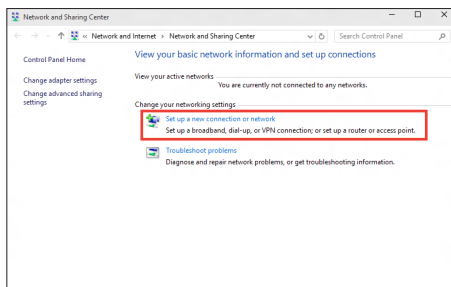 Network and Sharing Center
« Network and Internet › Network and Sharing Center
Search Control Panel
Control Panel Home
Change adapter settings
Change advanced sharing
settings
View your basic network information and set up connections
View your active networks
You are currently not connected to any networks.
Change your networking settings
Set up a new connection or network
Set up a broadband, dial-up, or VPN connection; or set up a router or access point.
Troubleshoot problems
Diagnose and repair network problems, or get troubleshooting information.